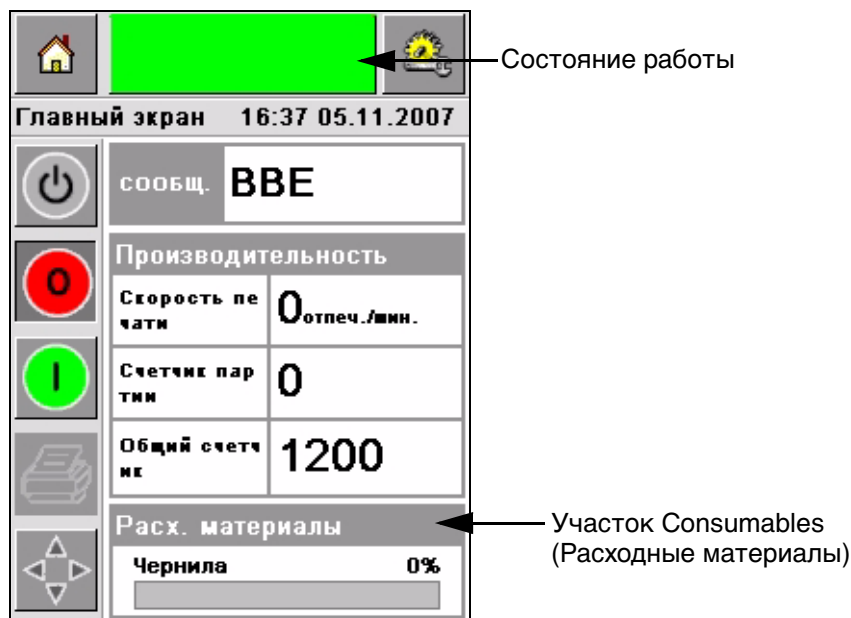 Состояние работы
Главный экран 16:37 05.11.2007
сообщ. BBE
Производительность
Скорость пе
чати
0отпеч./мин.
Счетчик пар
тии
0
Общий счетч
ик
1200
Расх. материалы
Чернила 0%
Участок Consumables
(Расходные материалы)
O
I